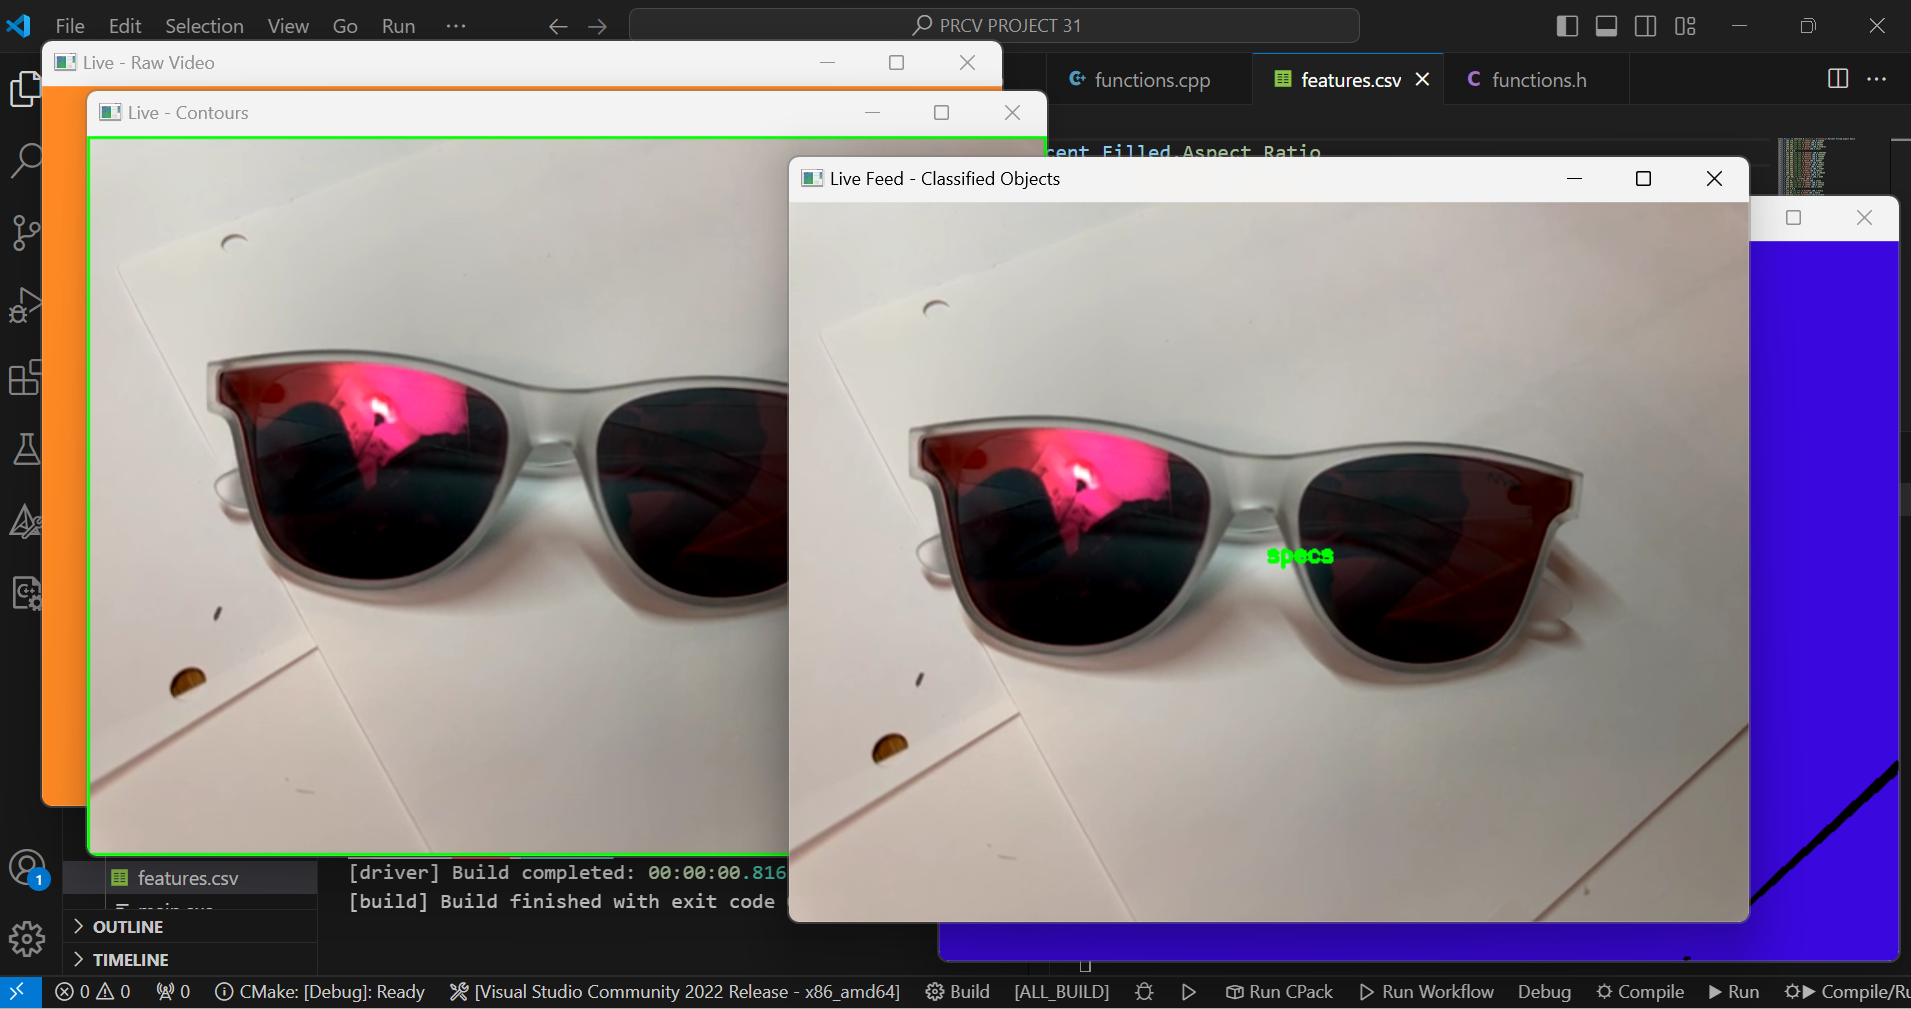 File Edit Selection View Go Run ···
PRCV PROJECT 31
Live - Raw Video
functions.cpp
features.csv
functions.h
Live - Contours
cent Filled,Aspect Ratio
Live Feed - Classified Objects
specs
features.csv
OUTLINE
TIMELINE
[driver] Build completed: 00:00:00.816
[build] Build finished with exit code
1
0 0 0 CMake: [Debug]: Ready [Visual Studio Community 2022 Release - x86_amd64] Build [ALL_BUILD] Run CPack Run Workflow Debug Compile Run Compile/Ru